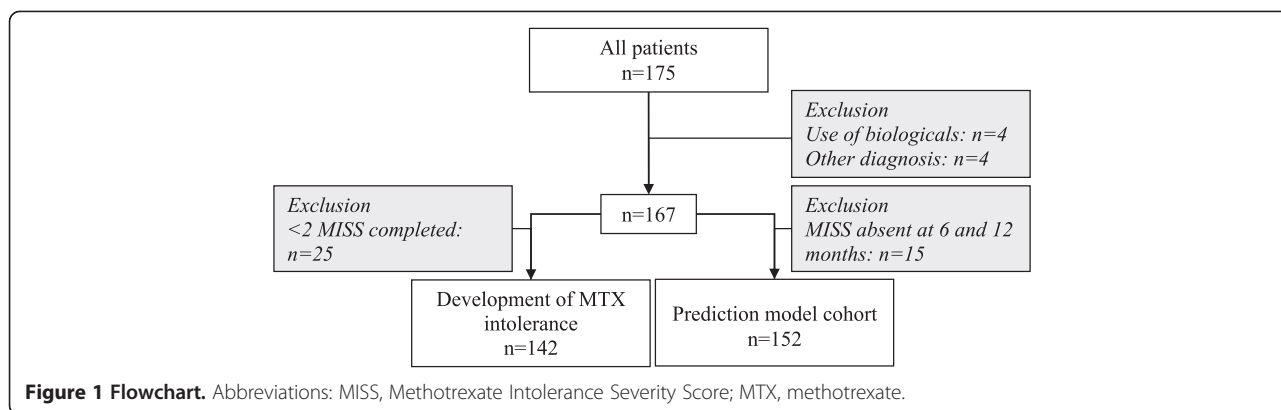 All patients
n=175
Exclusion
Use of biologicals: n=4
Other diagnosis: n=4
n=167
Exclusion
<2 MISS completed:
n=25
Exclusion
MISS absent at 6 and 12
months: n=15
Development of MTX
intolerance
n=142
Prediction model cohort
n=152
Figure 1 Flowchart. Abbreviations: MISS, Methotrexate Intolerance Severity Score; MTX, methotrexate.